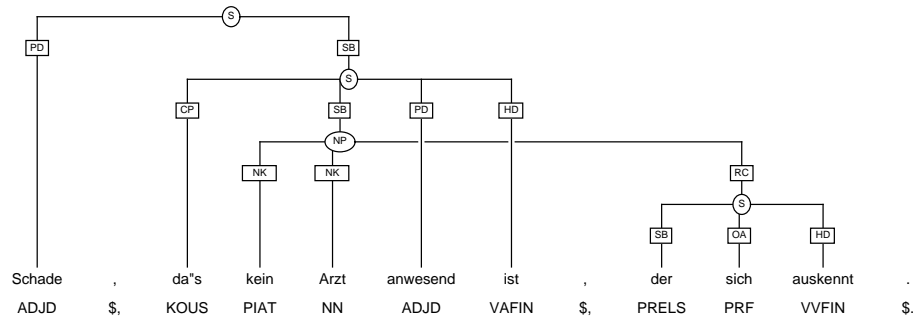 S
PD SB
S
CP SB PD HD
NP
NK NK RC
S
SB OA HD
Schade , da"s kein Arzt anwesend ist , der sich auskennt .
ADJD $, KOUS PIAT NN ADJD VAFIN $, PRELS PRF VVFIN $.